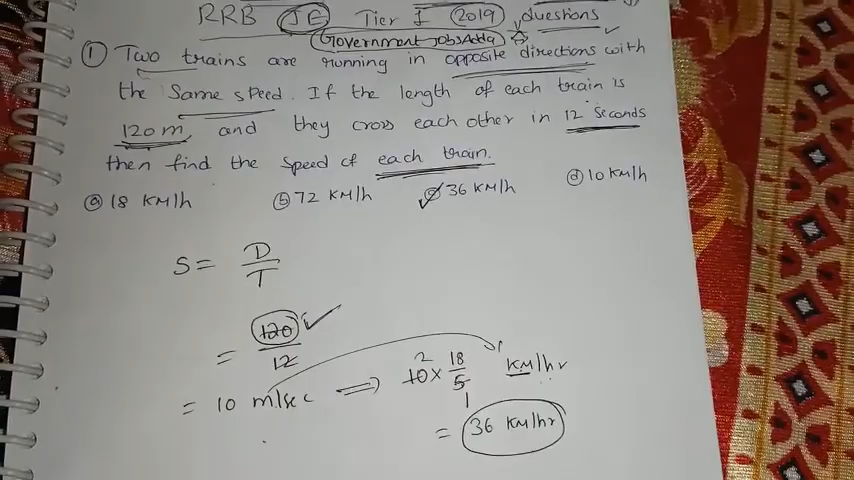 RRB JE Tier I 2019 Questions
Government JobsAdda
① Two trains are running in opposite directions with
the Same speed. If the length of each train is
120m, and they cross each other in 12 Seconds
then find the Speed of each train.
ⓐ 18 KM/h ⓑ 72 KM/h ⓒ 36 KM/h ⓓ 10 KM/h
S = D/T
= 120/12
= 10 m/sec ⟹ 10 × 18/5 KM/hr
2 1
= 36 KM/hr